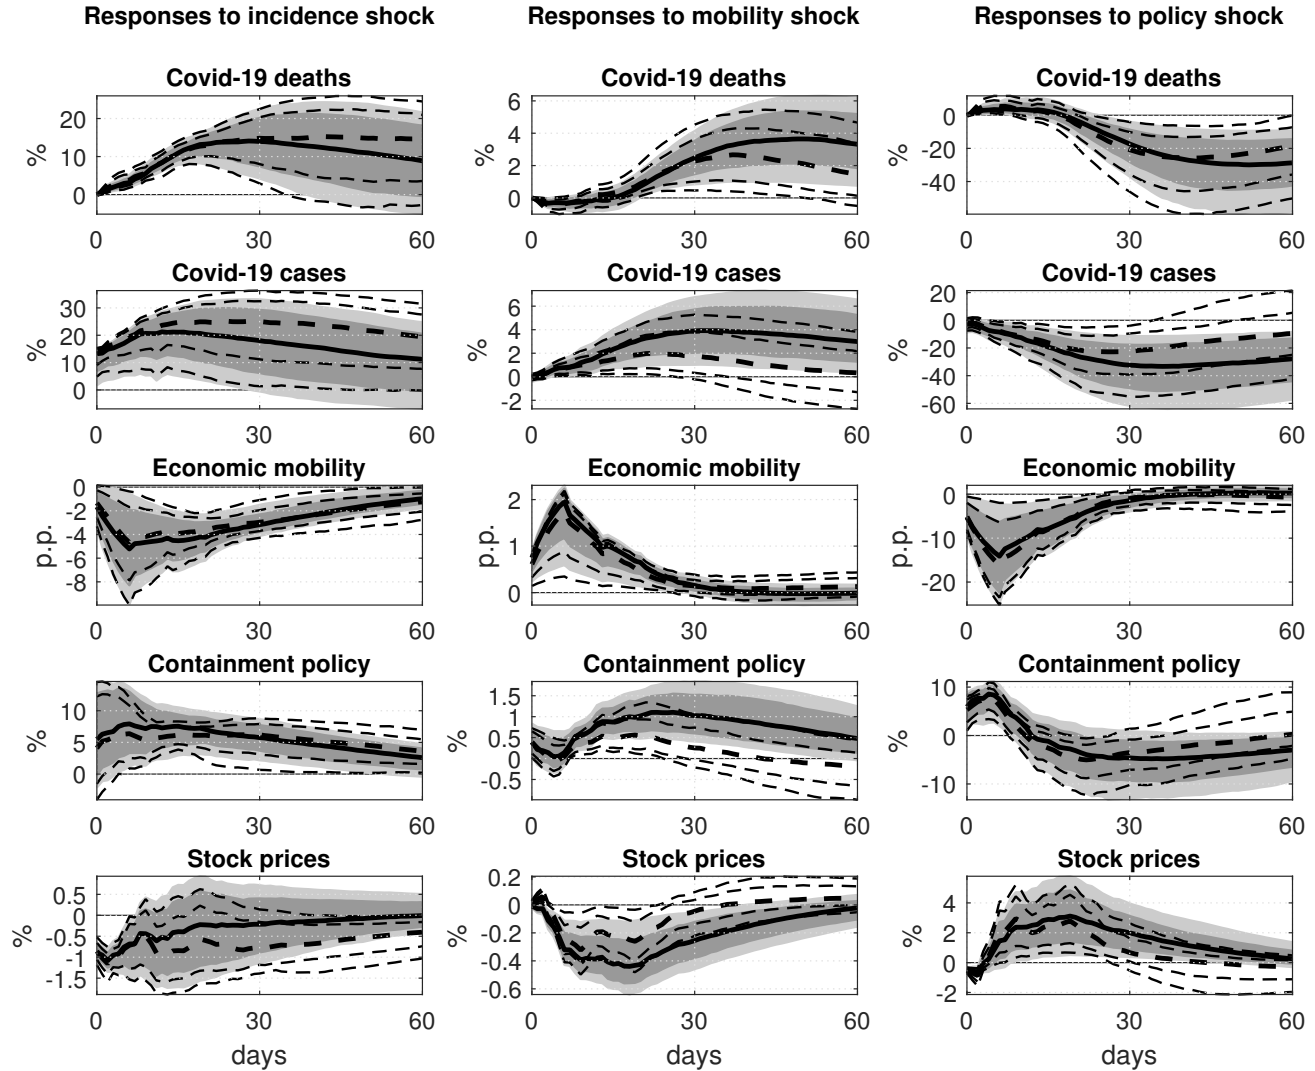 Responses to incidence shock Responses to mobility shock Responses to policy shock
Covid-19 deaths Covid-19 deaths Covid-19 deaths
% 20 10 0
% 6 4 2 0
% 0 -20 -40
0 30 60 0 30 60 0 30 60
Covid-19 cases Covid-19 cases Covid-19 cases
% 30 20 10 0
% 6 4 2 0 -2
% 20 0 -20 -40 -60
0 30 60 0 30 60 0 30 60
Economic mobility Economic mobility Economic mobility
p.p. 0 -2 -4 -6 -8
p.p. 2 1 0
p.p. 0 -10 -20
0 30 60 0 30 60 0 30 60
Containment policy Containment policy Containment policy
% 10 5 0
% 1.5 1 0.5 0 -0.5
% 10 0 -10
0 30 60 0 30 60 0 30 60
Stock prices Stock prices Stock prices
% 0.5 0 -0.5 -1 -1.5
% 0.2 0 -0.2 -0.4 -0.6
% 4 2 0 -2
0 30 60 0 30 60 0 30 60
days days days